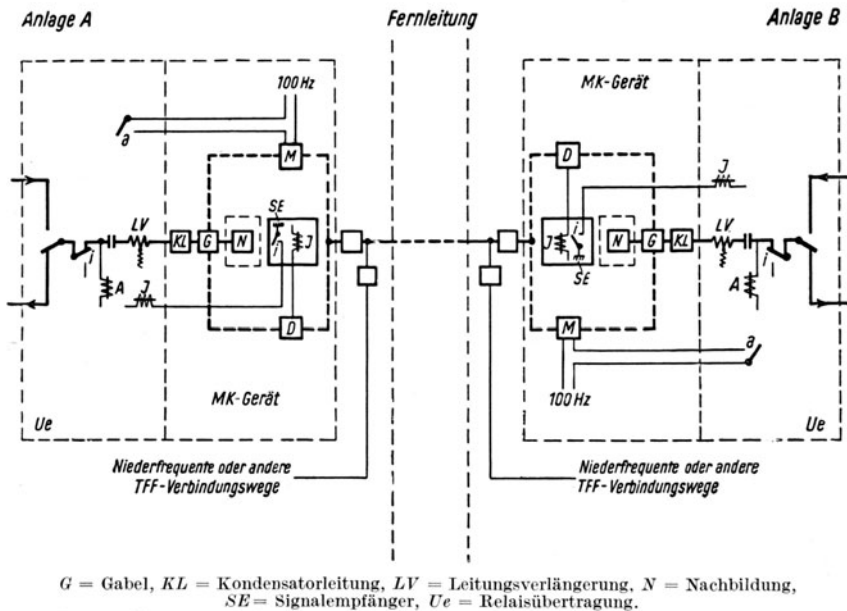 Anlage A
Fernleitung
Anlage B
MK-Gerät
100 Hz
a
M
D
J
SE
i
J
J
i
SE
N
G
KL
LV
i
A
LV
i
A
J
KL
G
N
D
M
a
100 Hz
MK-Gerät
Ue
Ue
Niederfrequente oder andere
TFF-Verbindungswege
Niederfrequente oder andere
TFF-Verbindungswege
G = Gabel, KL = Kondensatorleitung, LV = Leitungsverlängerung, N = Nachbildung,
SE = Signalempfänger, Ue = Relaisübertragung.